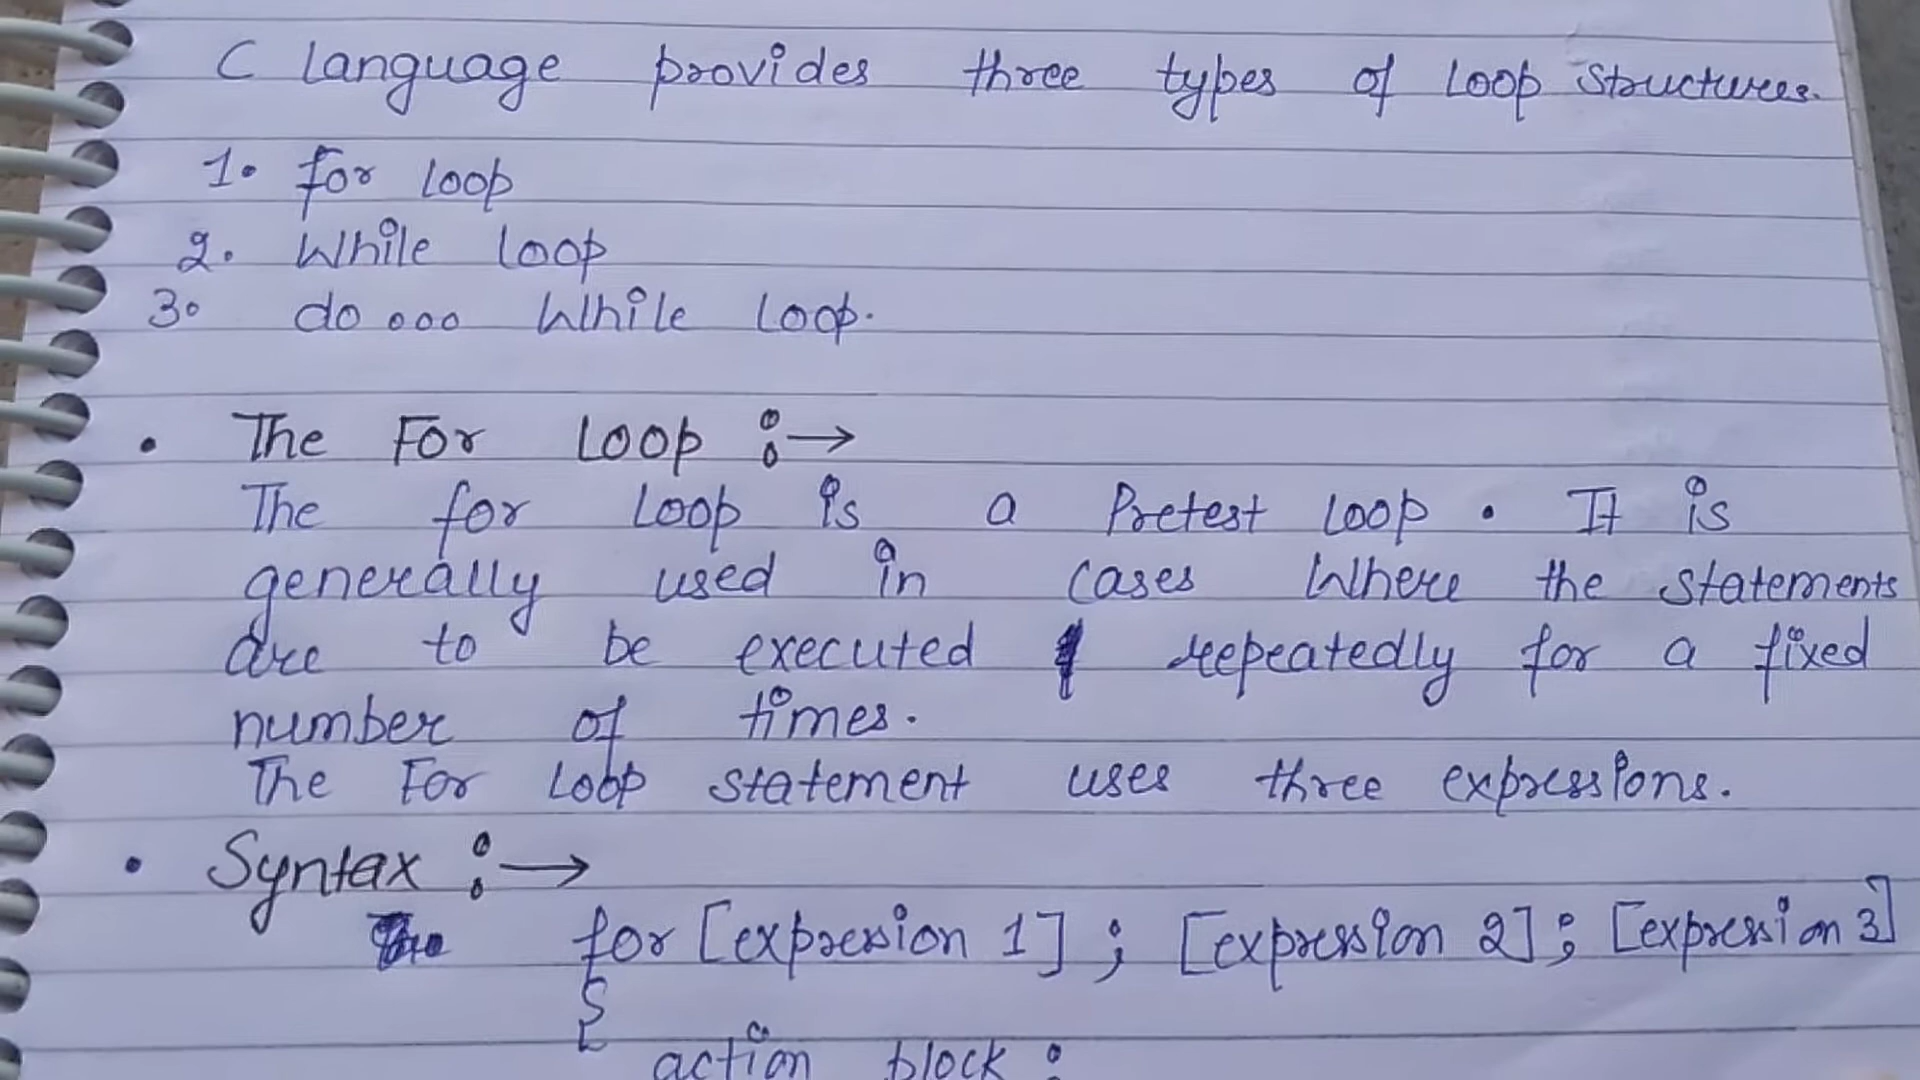 C language provides three types of Loop structures.
1. for loop
2. While loop
3. do ... While Loop.
• The For Loop :→
The for Loop is a Pretest Loop. It is
generally used in cases Where the statements
are to be executed repeatedly for a fixed
number of times.
The For Loop statement uses three expressions.
• Syntax :→
for [expression 1] ; [expression 2] ; [expression 3]
{
action block :